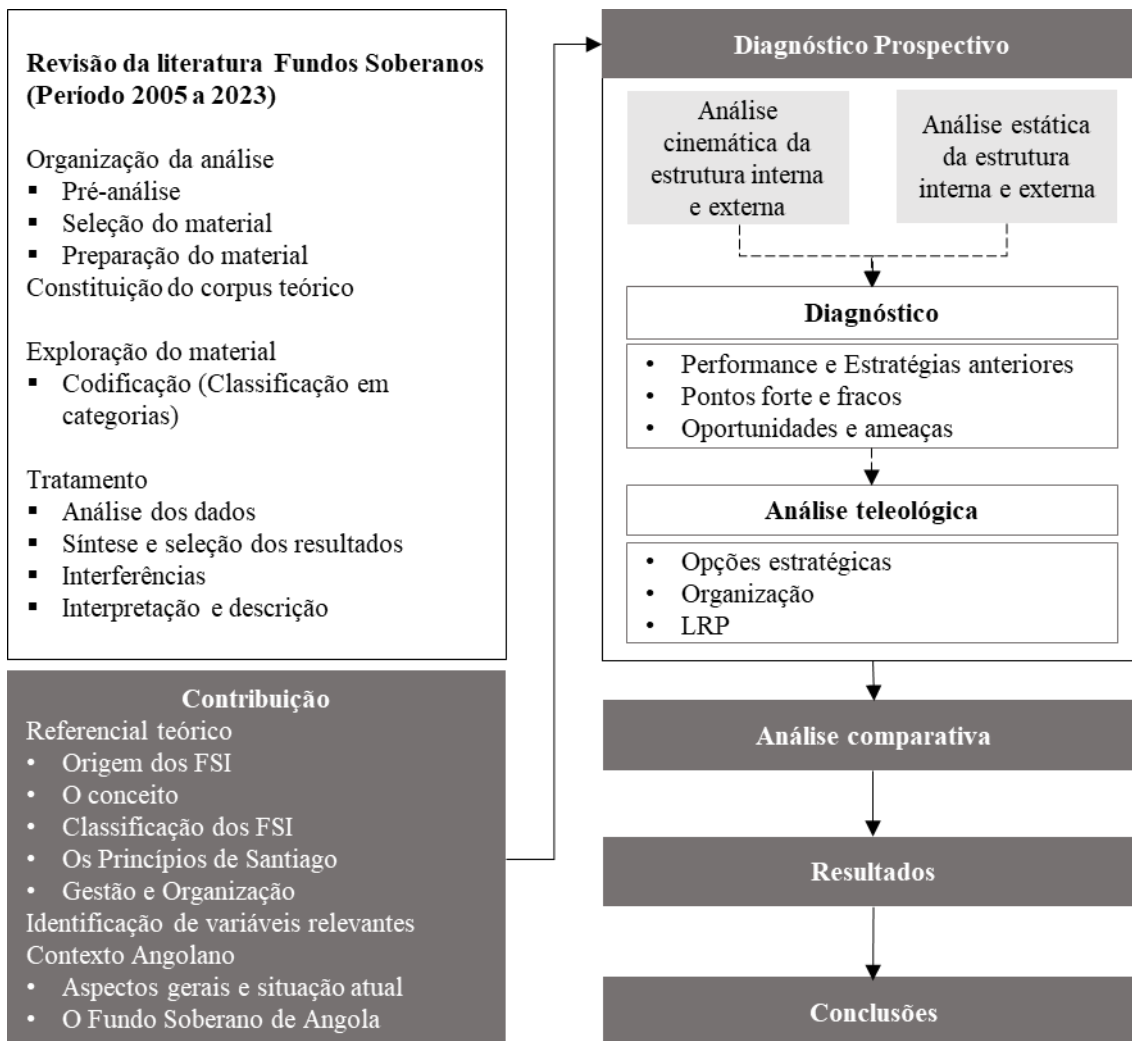 Revisão da literatura Fundos Soberanos
(Período 2005 a 2023)
Organização da análise
▪ Pré-análise
▪ Seleção do material
▪ Preparação do material
Constituição do corpus teórico
Exploração do material
▪ Codificação (Classificação em
categorias)
Tratamento
▪ Análise dos dados
▪ Síntese e seleção dos resultados
▪ Interferências
▪ Interpretação e descrição
Contribuição
Referencial teórico
• Origem dos FSI
• O conceito
• Classificação dos FSI
• Os Princípios de Santiago
• Gestão e Organização
Identificação de variáveis relevantes
Contexto Angolano
• Aspectos gerais e situação atual
• O Fundo Soberano de Angola
Diagnóstico Prospectivo
Análise
cinemática da
estrutura interna
e externa
Análise estática
da estrutura
interna e externa
Diagnóstico
• Performance e Estratégias anteriores
• Pontos forte e fracos
• Oportunidades e ameaças
Análise teleológica
• Opções estratégicas
• Organização
• LRP
Análise comparativa
Resultados
Conclusões